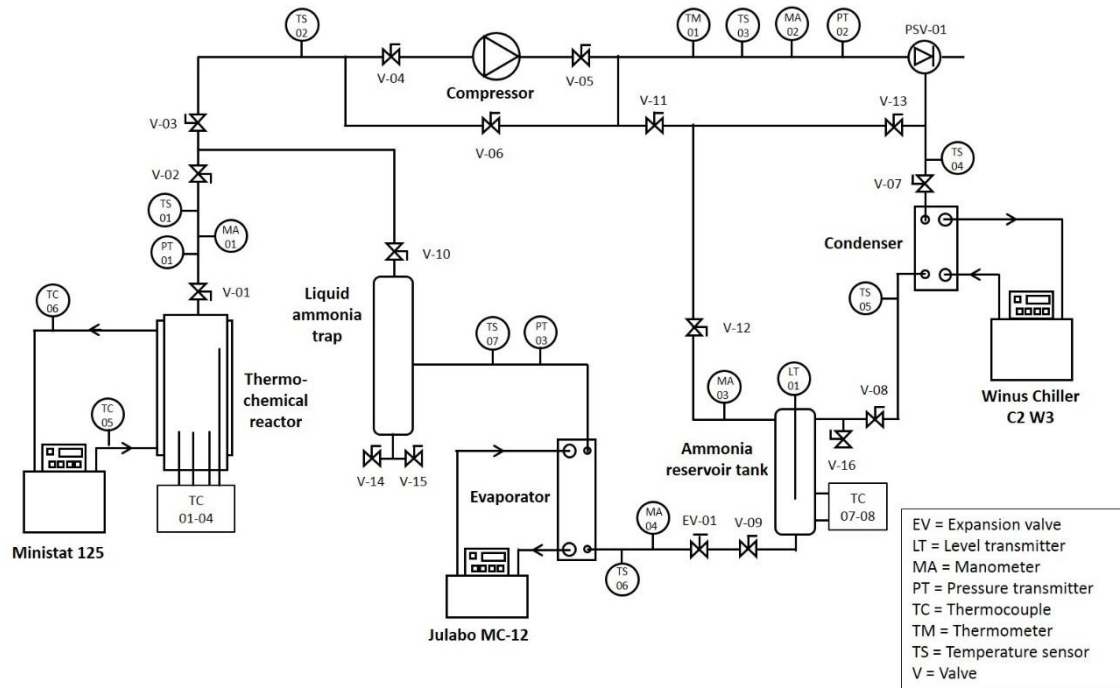 TS
02
V-04
Compressor
V-05
TM
01
TS
03
MA
02
PT
02
PSV-01
V-03
V-06
V-11
V-13
V-02
TS
01
MA
01
PT
01
V-01
V-10
TS
04
V-07
Condenser
TS
05
TC
06
Liquid
ammonia
trap
TS
07
PT
03
V-12
Thermo-
chemical
reactor
TC
05
MA
03
LT
01
V-08
Winus Chiller
C2 W3
Ammonia
reservoir tank
V-16
V-14
V-15
Evaporator
TC
01-04
TC
07-08
MA
04
EV-01
V-09
TS
06
Ministat 125
Julabo MC-12
EV = Expansion valve
LT = Level transmitter
MA = Manometer
PT = Pressure transmitter
TC = Thermocouple
TM = Thermometer
TS = Temperature sensor
V = Valve